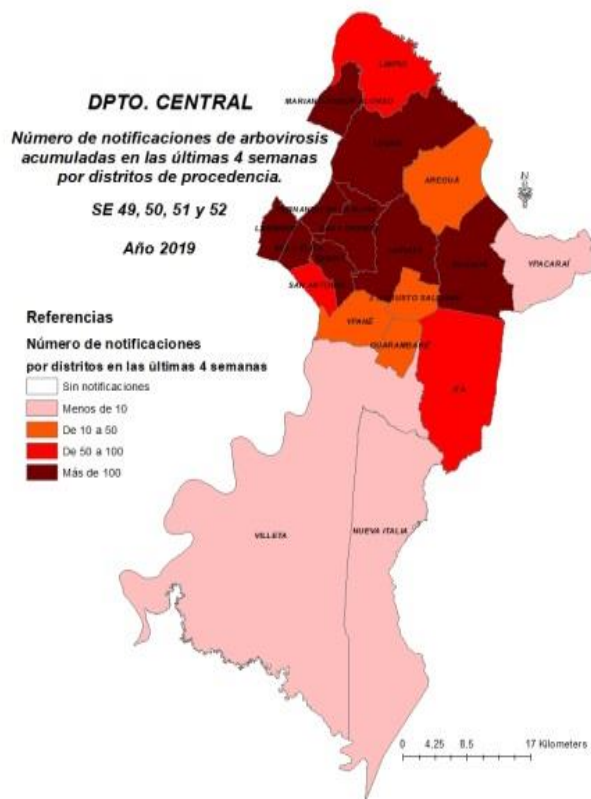 DPTO. CENTRAL
Número de notificaciones de arbovirosis
acumuladas en las últimas 4 semanas
por distritos de procedencia.
SE 49, 50, 51 y 52
Año 2019
Referencias
Número de notificaciones
por distritos en las últimas 4 semanas
Sin notificaciones
Menos de 10
De 10 a 50
De 50 a 100
Más de 100
LIMPIO
AREGUÁ
N
YPACARAÍ
SAN ANTONIO
YPANÉ
GUARAMBARÉ
ITÁ
VILLETA
NUEVA ITALIA
0 4.25 8.5 17 Kilometers